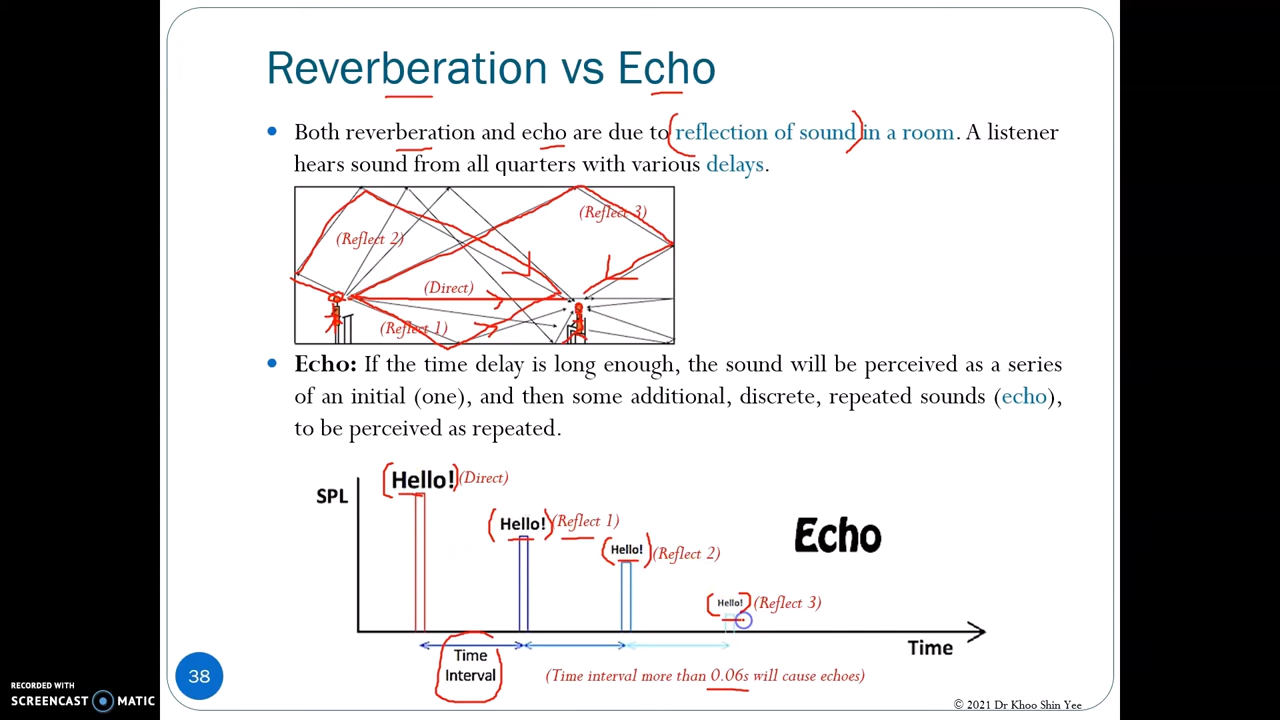 Reverberation vs Echo
Both reverberation and echo are due to reflection of sound in a room. A listener
hears sound from all quarters with various delays.
(Reflect 3)
(Reflect 2)
(Direct)
(Reflect 1)
Echo: If the time delay is long enough, the sound will be perceived as a series
of an initial (one), and then some additional, discrete, repeated sounds (echo),
to be perceived as repeated.
SPL
Hello! (Direct)
Hello! (Reflect 1)
Hello! (Reflect 2)
Echo
Hello! (Reflect 3)
Time
Time
Interval
(Time interval more than 0.06s will cause echoes)
38
RECORDED WITH
SCREENCAST MATIC
© 2021 Dr Khoo Shin Yee